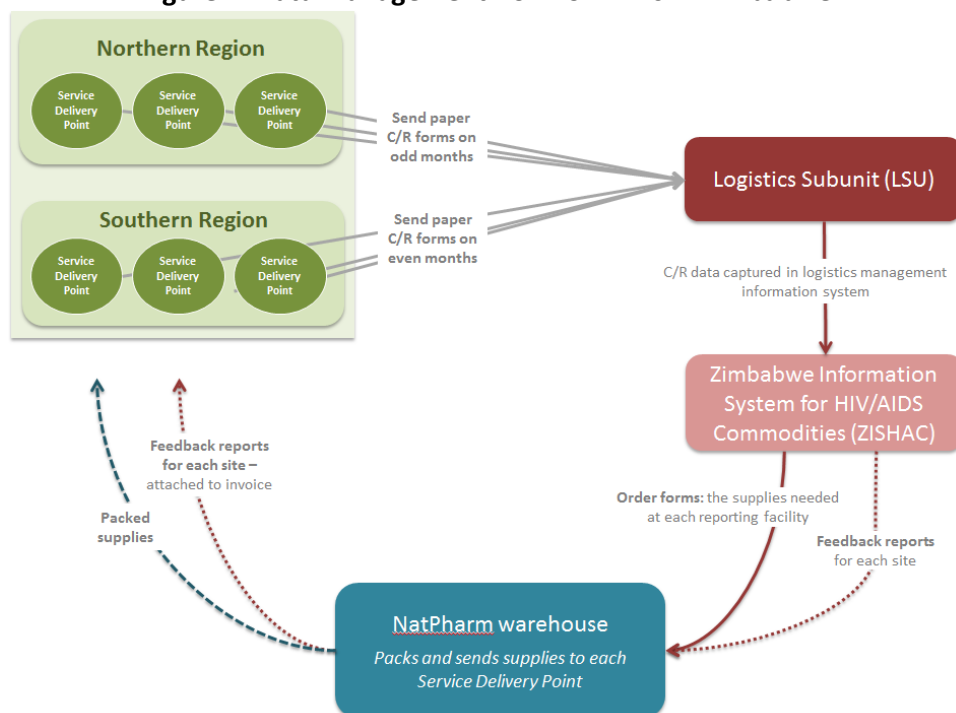 Northern Region
Service
Delivery
Point
Service
Delivery
Point
Service
Delivery
Point
Send paper
C/R forms on
odd months
Southern Region
Service
Delivery
Point
Service
Delivery
Point
Service
Delivery
Point
Send paper
C/R forms on
even months
Logistics Subunit (LSU)
C/R data captured in logistics management
information system
Zimbabwe Information
System for HIV/AIDS
Commodities (ZISHAC)
Feedback reports
for each site –
attached to invoice
Packed
supplies
Order forms: the supplies needed
at each reporting facility
Feedback reports
for each site
NatPharm warehouse
Packs and sends supplies to each
Service Delivery Point